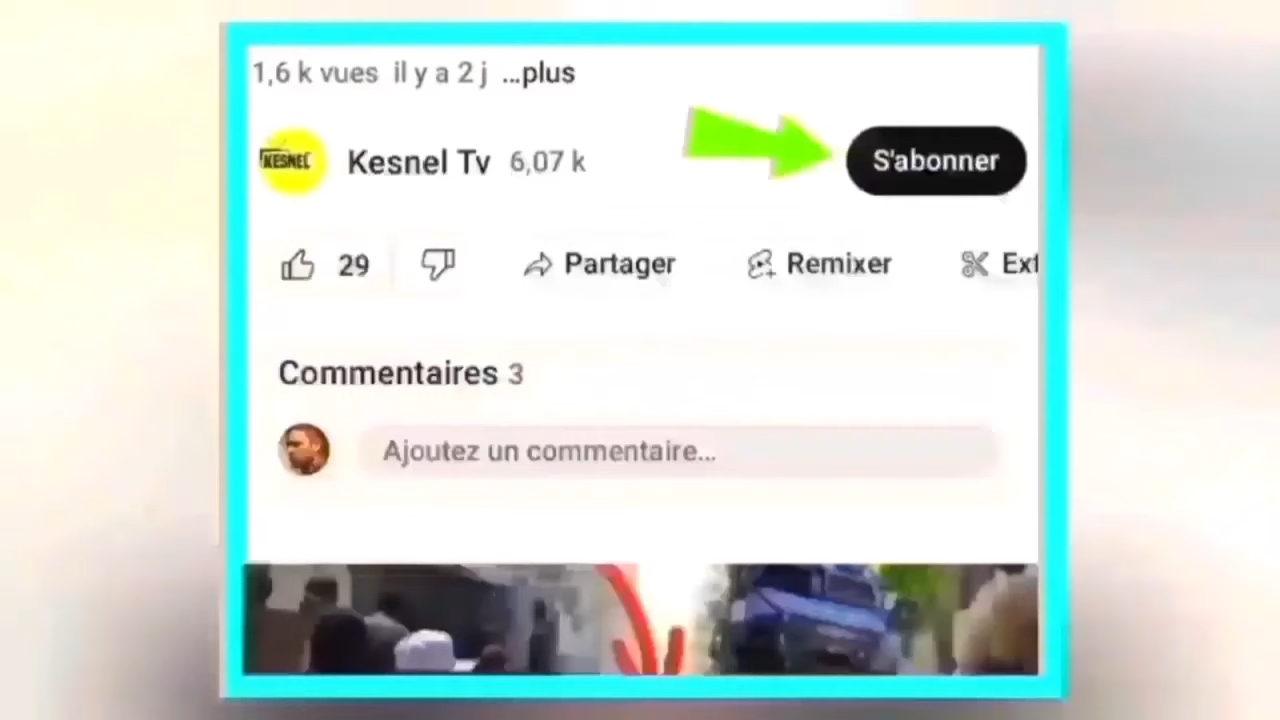 1,6 k vues il y a 2 j ...plus
KESNEL
Kesnel Tv 6,07 k
S'abonner
29
Partager
Remixer
Ext
Commentaires 3
Ajoutez un commentaire...